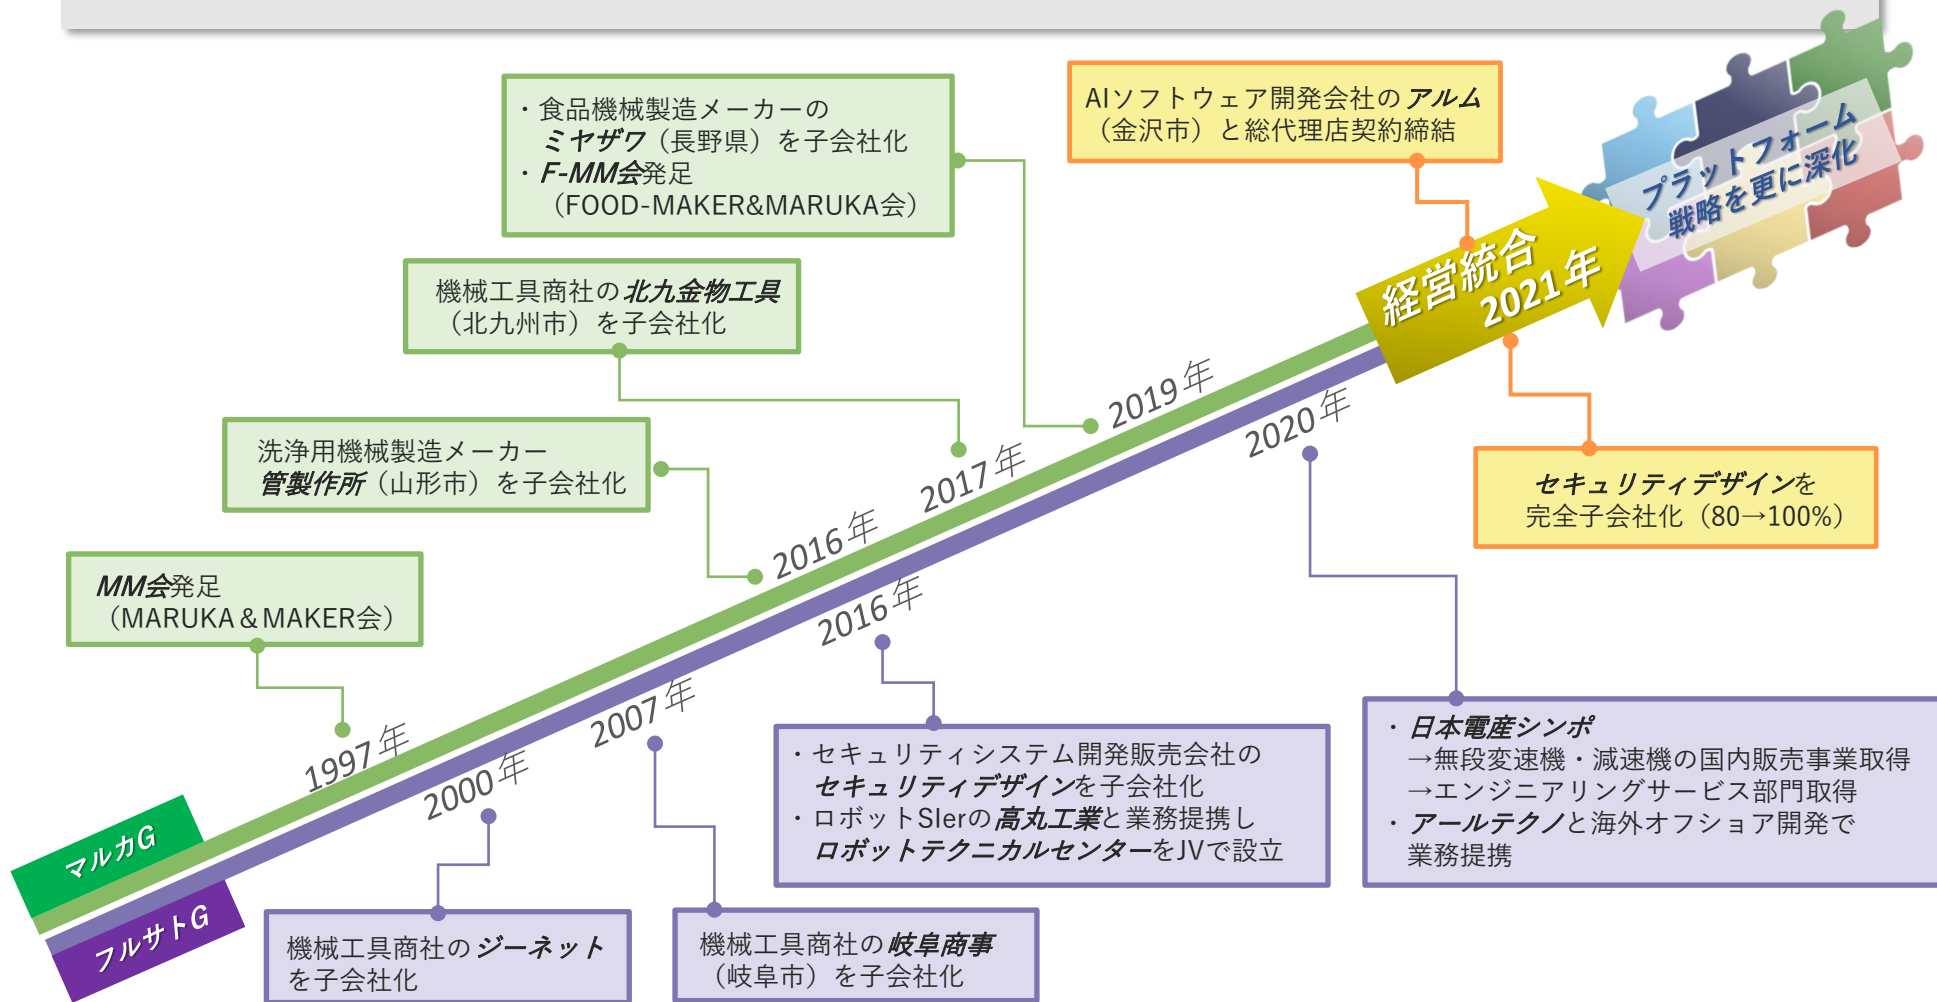 ・食品機械製造メーカーの
ミヤザワ（長野県）を子会社化
・F-MM会発足
（FOOD-MAKER&MARUKA会）
AIソフトウェア開発会社のアルム
（金沢市）と総代理店契約締結
プラットフォーム
戦略を更に深化
経営統合
2021年
機械工具商社の北九金物工具
（北九州市）を子会社化
2019年
2020年
洗浄用機械製造メーカー
管製作所（山形市）を子会社化
2017年
セキュリティデザインを
完全子会社化（80→100%）
2016年
2016年
MM会発足
（MARUKA＆MAKER会）
1997年
2000年
2007年
・セキュリティシステム開発販売会社の
セキュリティデザインを子会社化
・ロボットSIerの高丸工業と業務提携し
ロボットテクニカルセンターをJVで設立
・日本電産シンポ
→無段変速機・減速機の国内販売事業取得
→エンジニアリングサービス部門取得
・アールテクノと海外オフショア開発で
業務提携
マルカG
フルサトG
機械工具商社のジーネット
を子会社化
機械工具商社の岐阜商事
（岐阜市）を子会社化